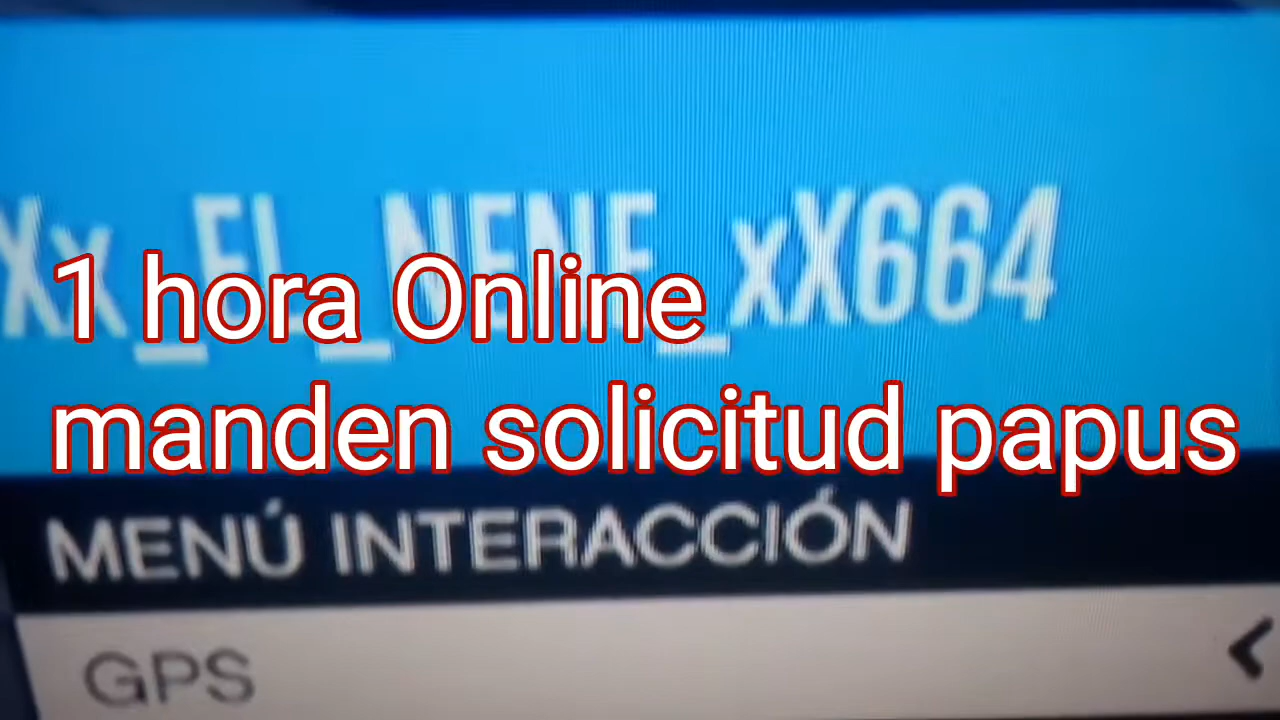 Xx_EL_NENE_xX664
1 hora Online
manden solicitud papus
MENÚ INTERACCIÓN
GPS